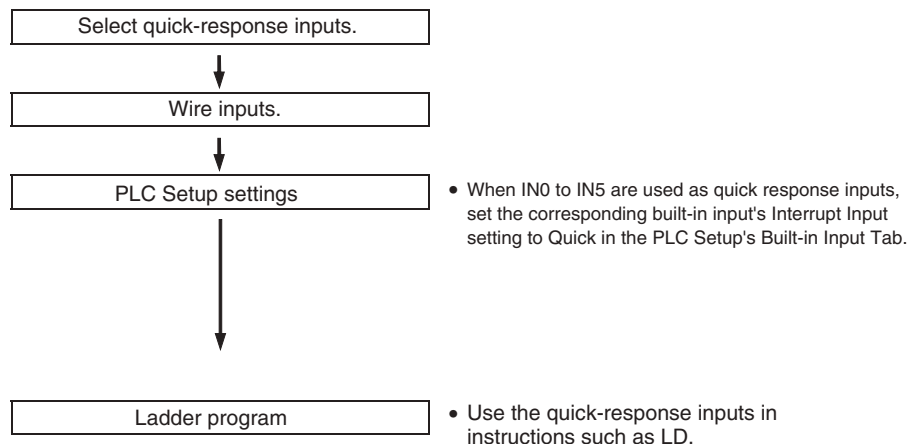 Select quick-response inputs.
Wire inputs.
PLC Setup settings
• When IN0 to IN5 are used as quick response inputs,
set the corresponding built-in input's Interrupt Input
setting to Quick in the PLC Setup's Built-in Input Tab.
Ladder program
• Use the quick-response inputs in
instructions such as LD.